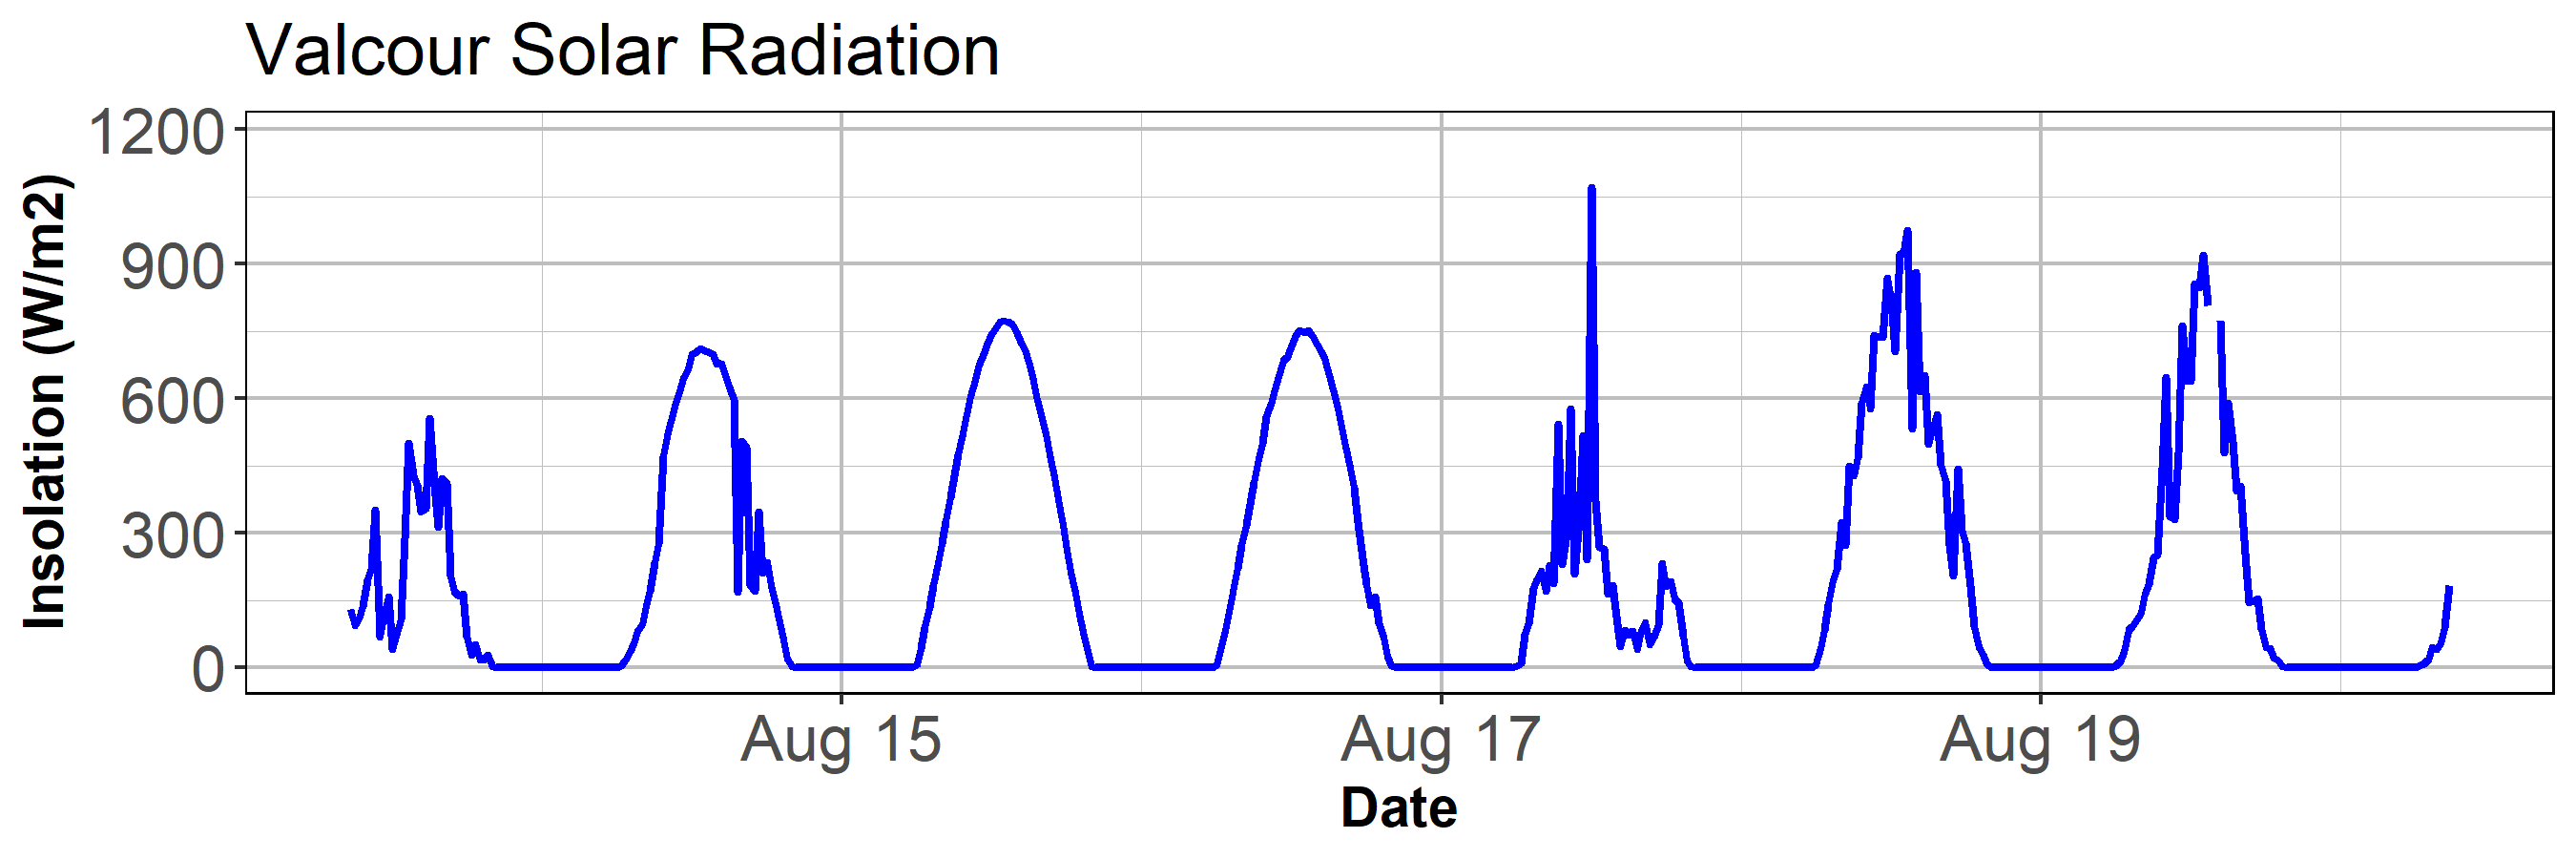 Valcour Solar Radiation
Insolation (W/m2)
1200
900
600
300
0
Aug 15
Aug 17
Aug 19
Date